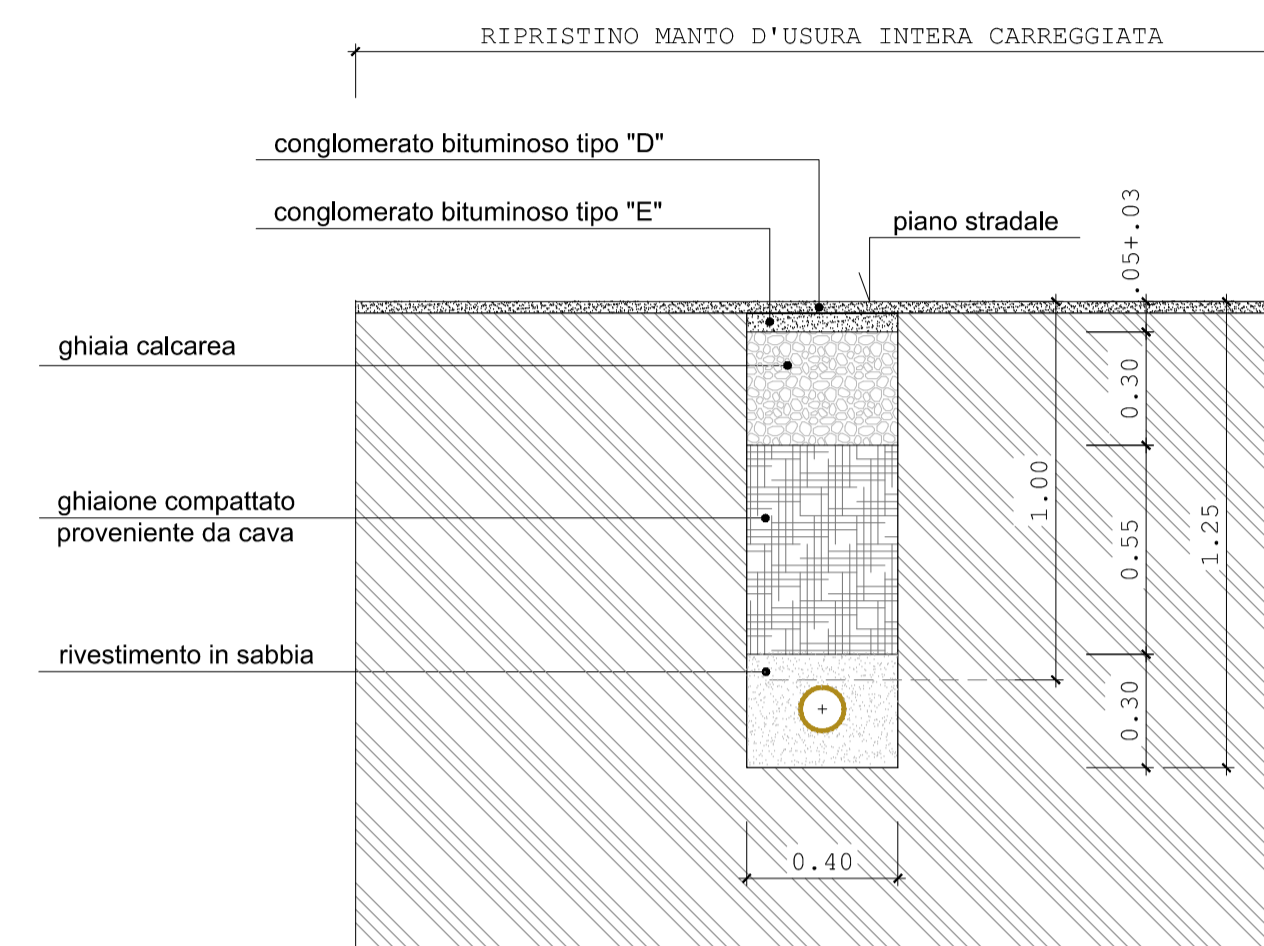 RIPRISTINO MANTO D'USURA INTERA CARREGGIATA
conglomerato bituminoso tipo "D"
conglomerato bituminoso tipo "E"
piano stradale
.05+.03
ghiaia calcarea
0.30
ghiaione compattato
proveniente da cava
1.00
0.55
1.25
rivestimento in sabbia
0.30
0.40